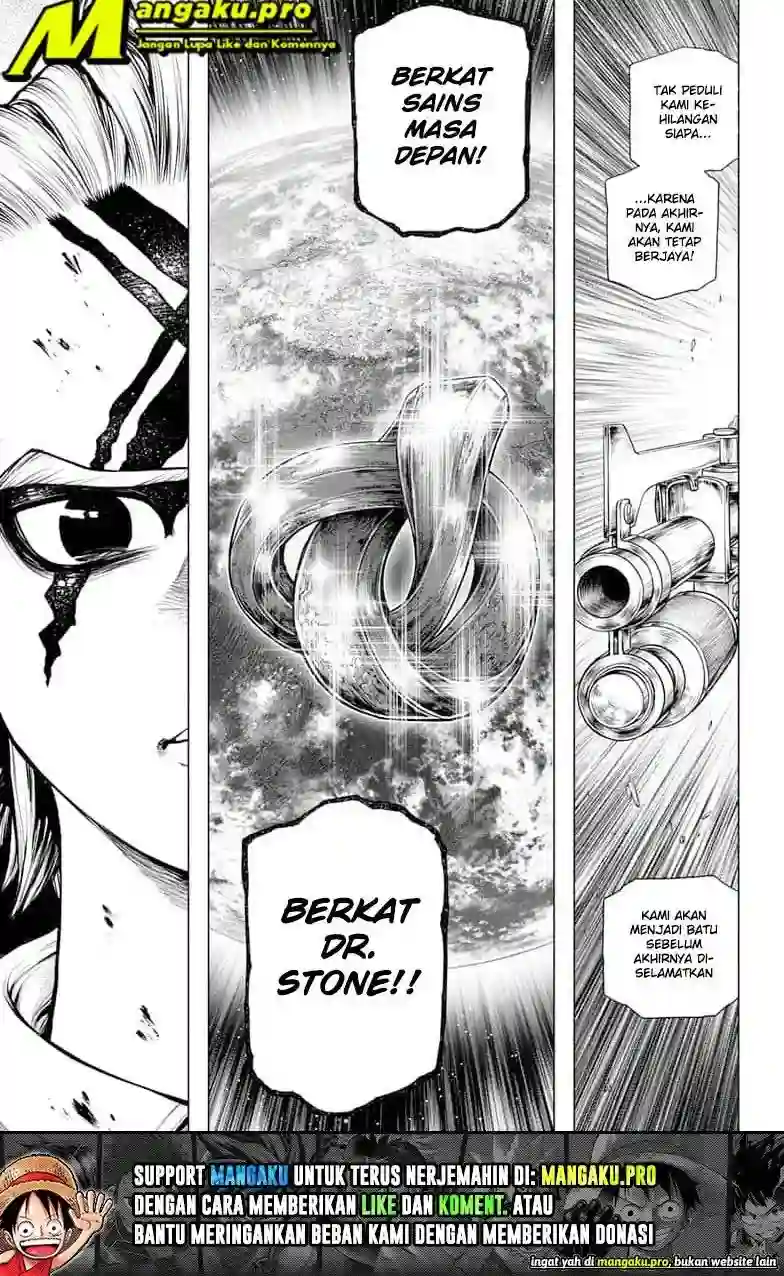 Mangaku.pro
Jangan Lupa Like dan Komennya
TAK PEDULI
KAMI KE-
HILANGAN
SIAPA...
...KARENA
PADA AKHIR-
NYA, KAMI
AKAN TETAP
BERJAYA!
KAMI AKAN
MENJADI BATU
SEBELUM
AKHIRNYA DI-
SELAMATKAN
BERKAT
SAINS
MASA
DEPAN!
BERKAT
DR.
STONE!!
SUPPORT MANGAKU UNTUK TERUS NERJEMAHIN DI: MANGAKU.PRO
DENGAN CARA MEMBERIKAN LIKE DAN KOMENT. ATAU
BANTU MERINGANKAN BEBAN KAMI DENGAN MEMBERIKAN DONASI
ingat yah di mangaku.pro, bukan website lain